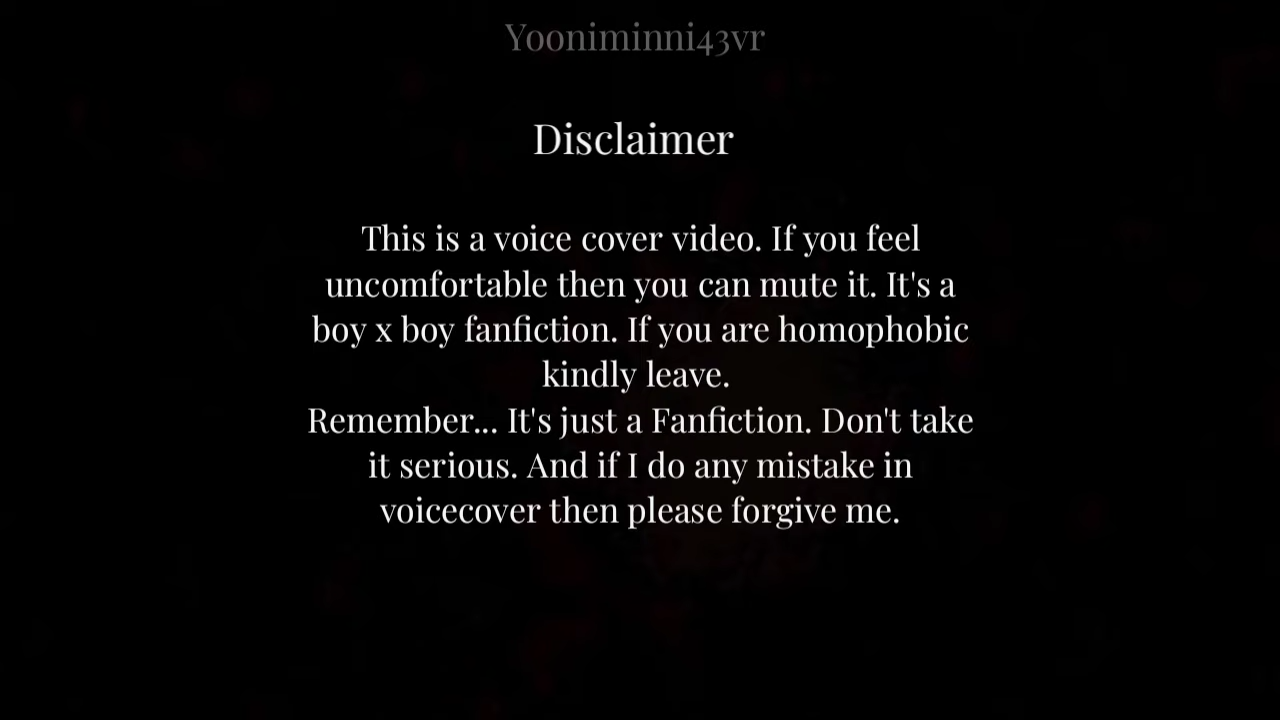 Yooniminni43vr
Disclaimer
This is a voice cover video. If you feel
uncomfortable then you can mute it. It's a
boy x boy fanfiction. If you are homophobic
kindly leave.
Remember... It's just a Fanfiction. Don't take
it serious. And if I do any mistake in
voicecover then please forgive me.